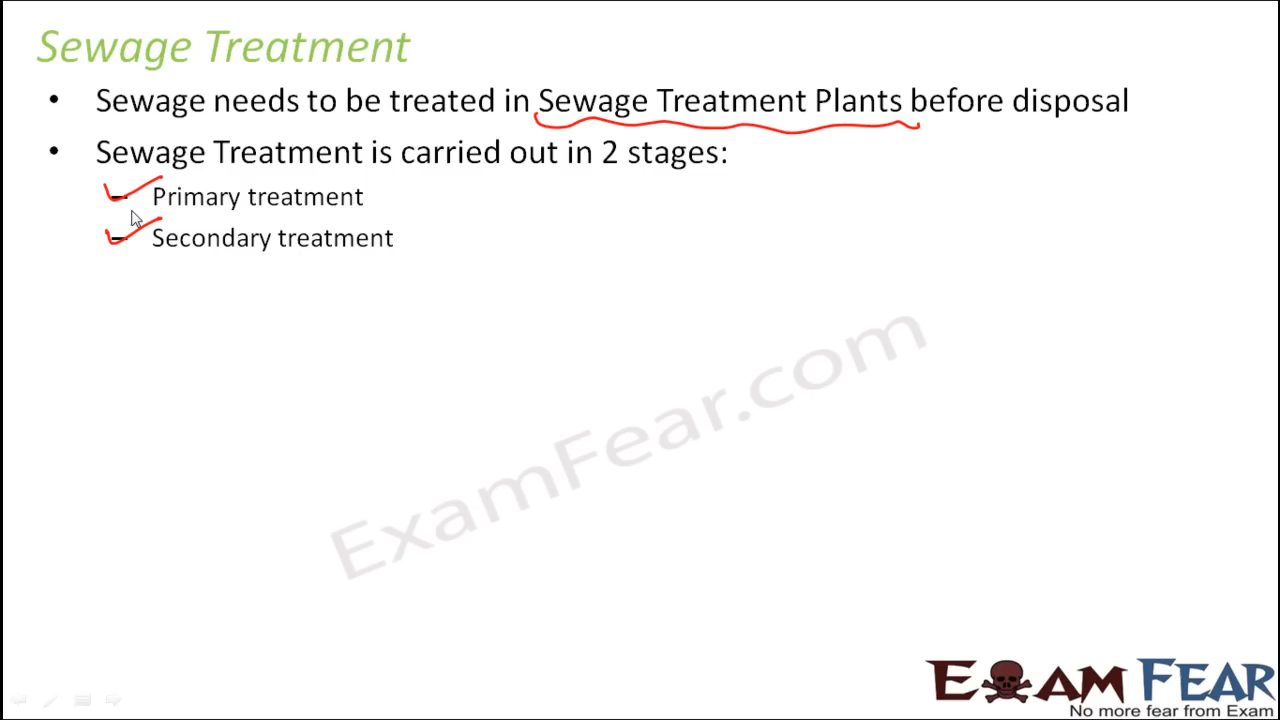 Sewage Treatment
• Sewage needs to be treated in Sewage Treatment Plants before disposal
• Sewage Treatment is carried out in 2 stages:
– Primary treatment
– Secondary treatment
ExamFear.com
EXAM FEAR
No more fear from Exam